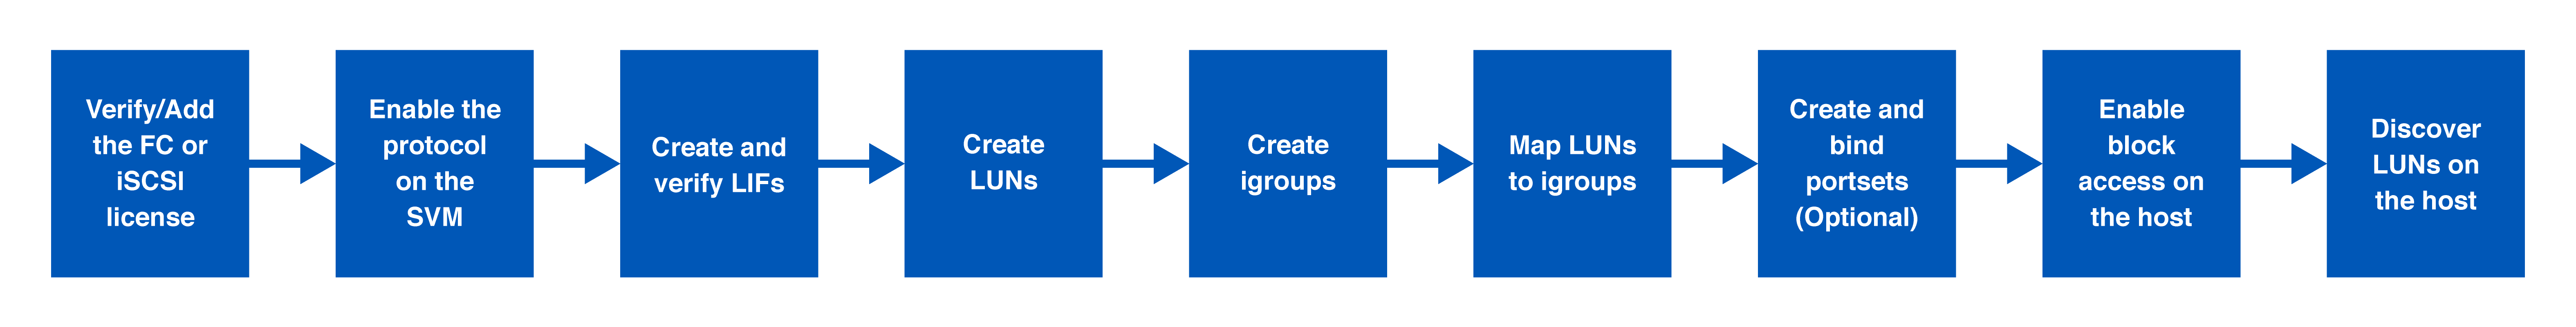 Verify/Add
the FC or
iSCSI
license
Enable the
protocol
on the
SVM
Create and
verify LIFs
Create
LUNs
Create
igroups
Map LUNs
to igroups
Create and
bind
portsets
(Optional)
Enable
block
access on
the host
Discover
LUNs on
the host